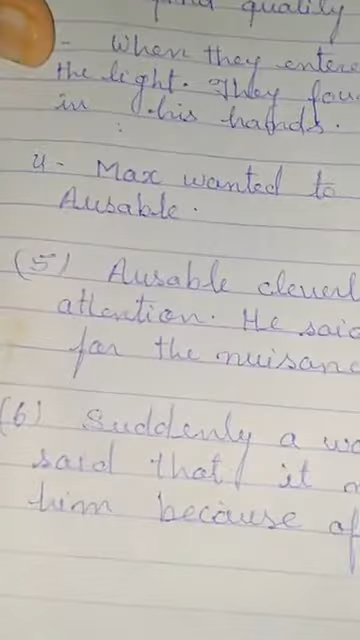 quality
- When they entere
the light. They fou
in his hands.
4- Max wanted to
Ausable.
(5) Ausable cleverl
attention. He said
for the nuisanc
(6) Suddenly a
said that it
him because of